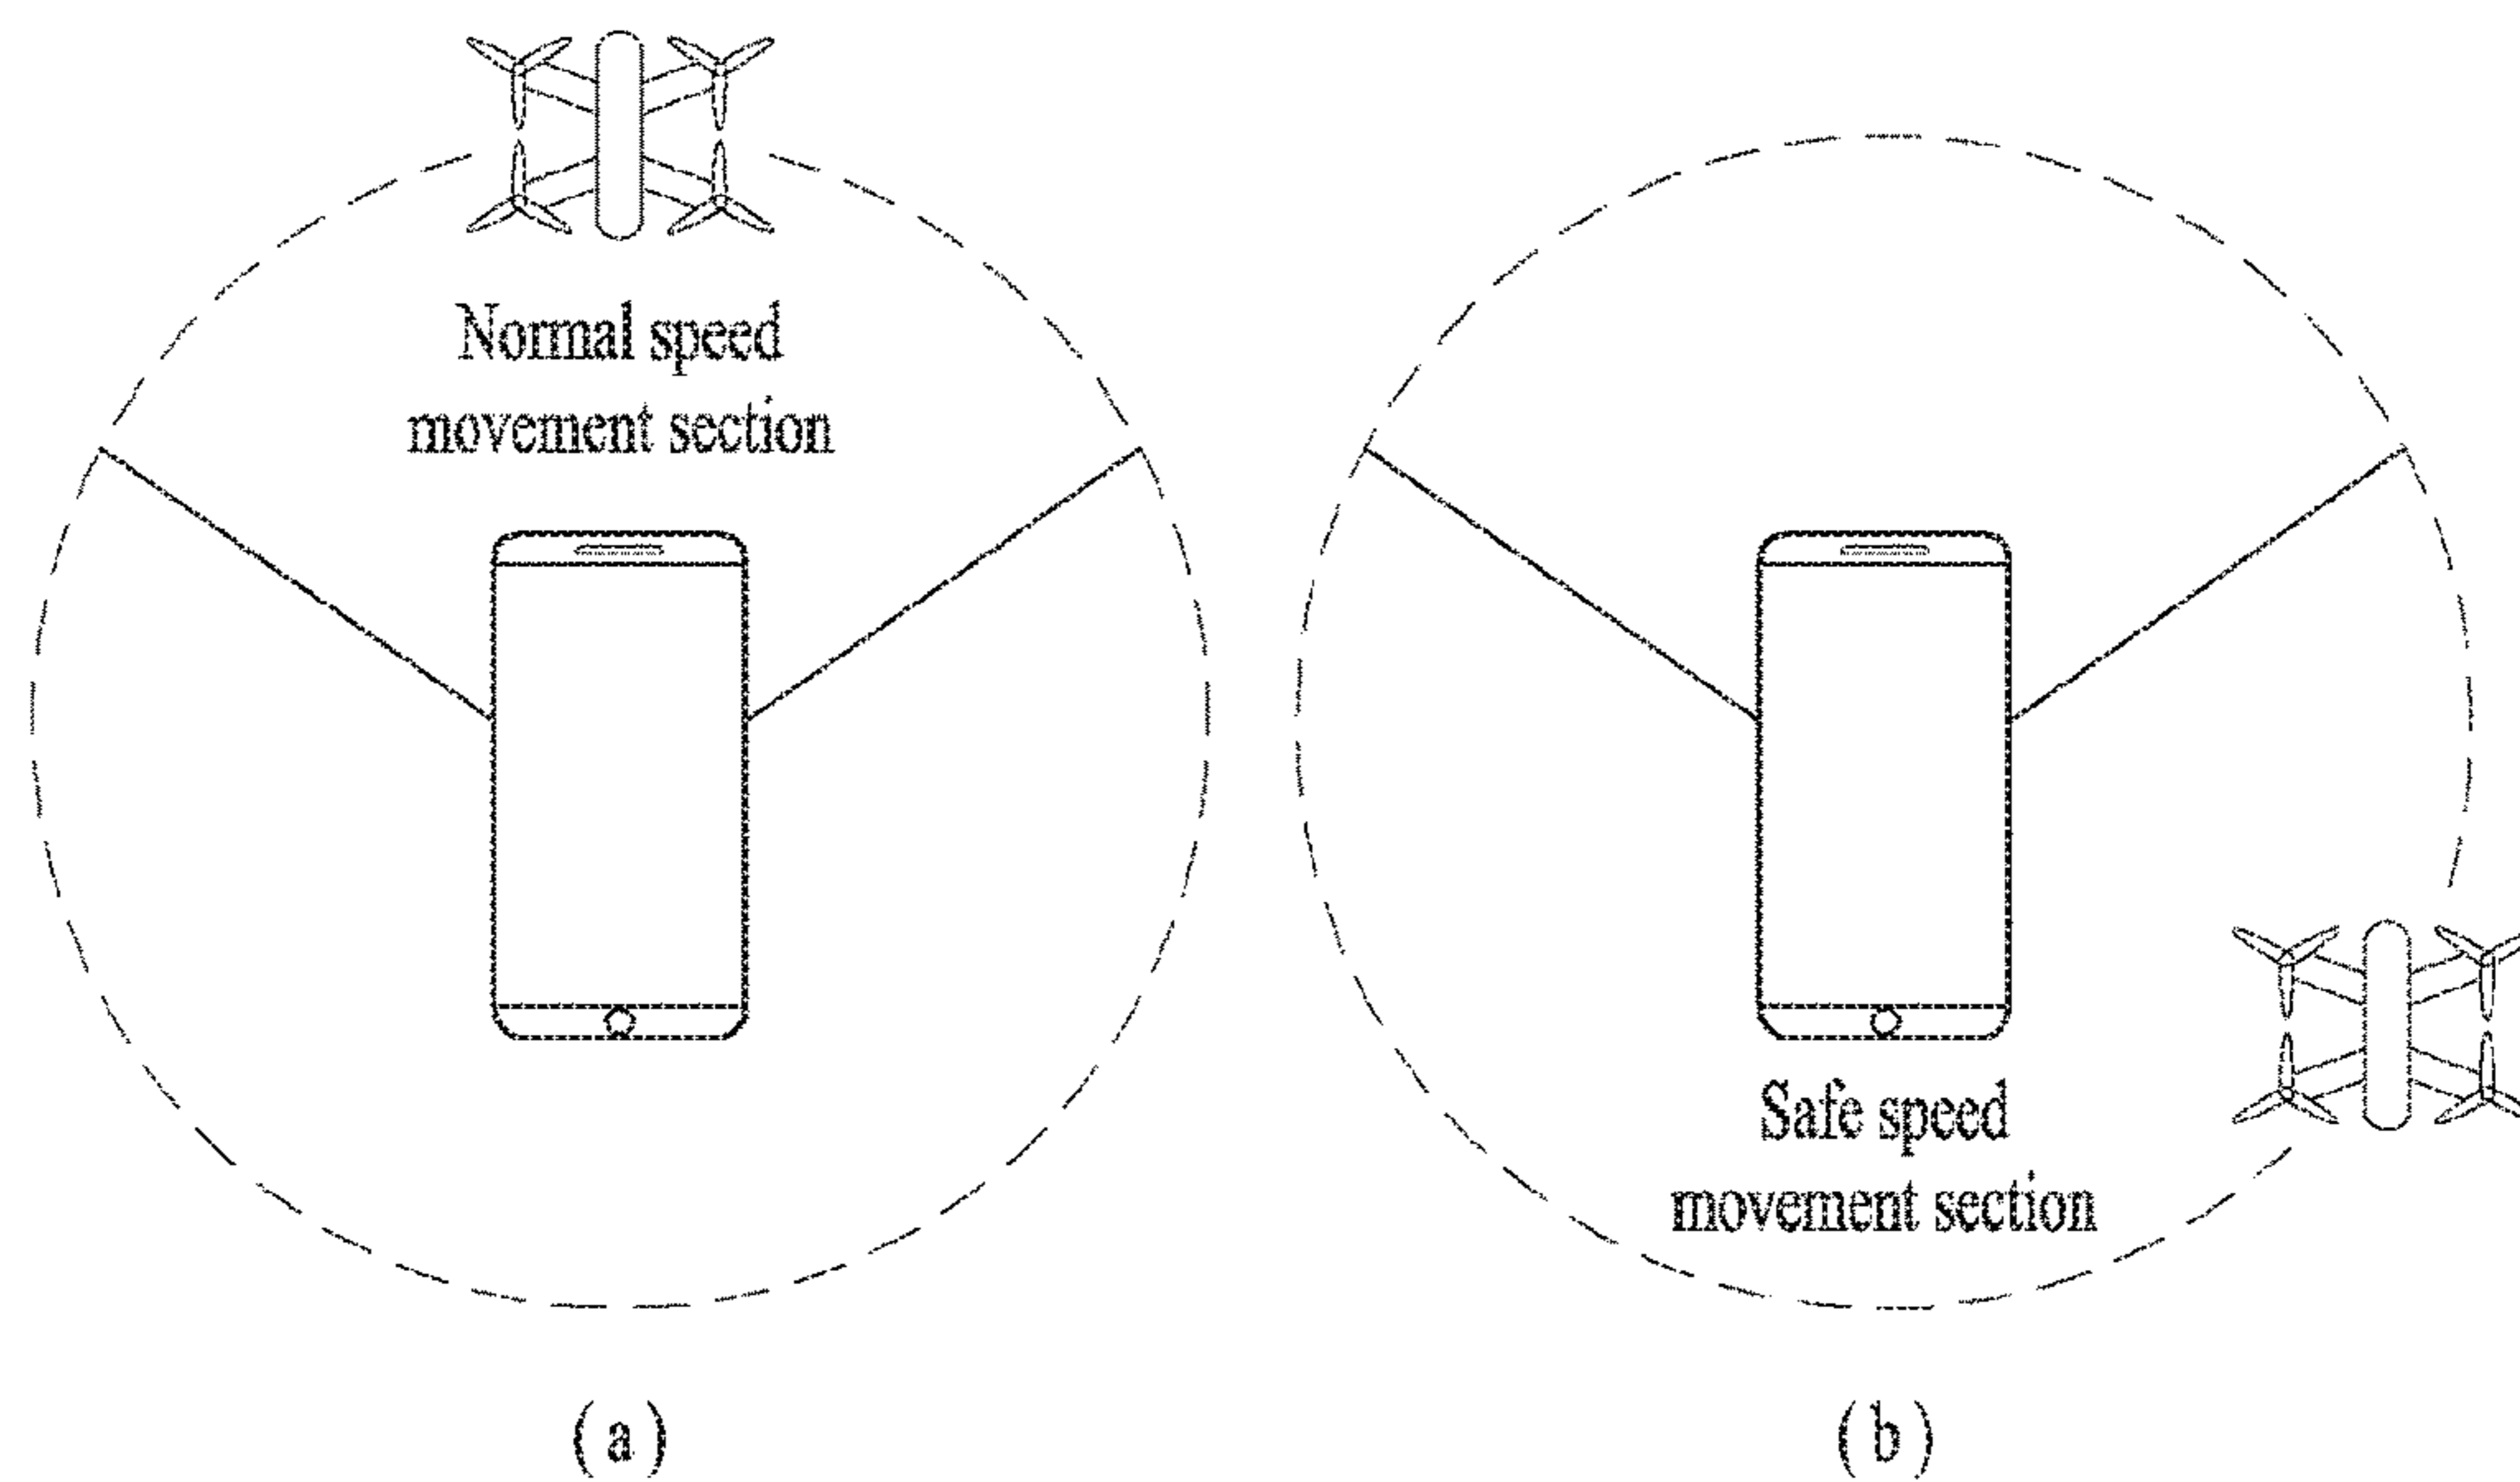 Normal speed
movement section
Safe speed
movement section
(a)
(b)